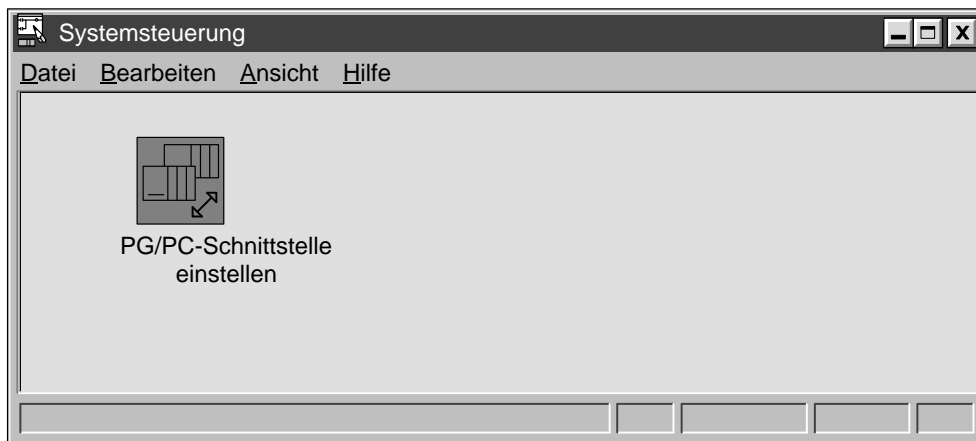 Systemsteuerung
Datei Bearbeiten Ansicht Hilfe
PG/PC-Schnittstelle
einstellen